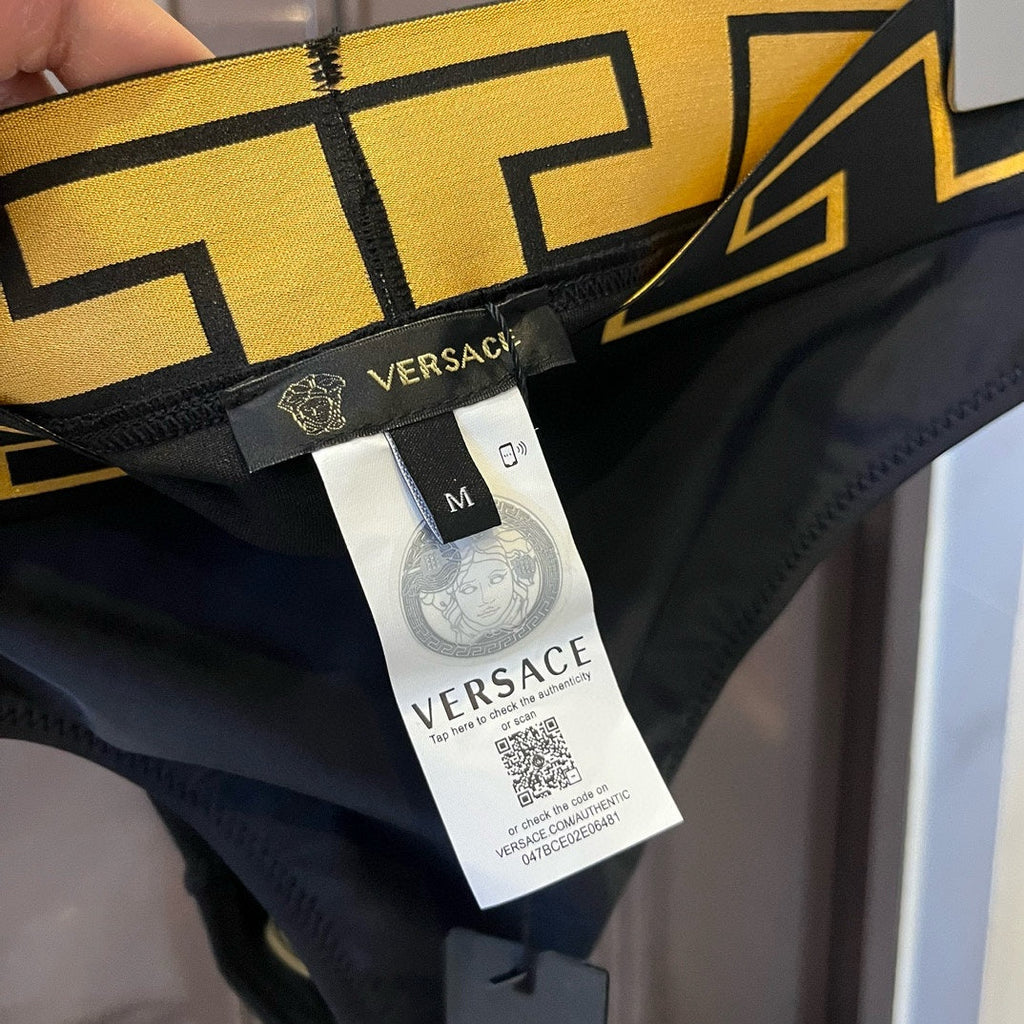 VERSACE
M
VERSACE
Tap here to check the authenticity
or scan
or check the code on
VERSACE.COM/AUTHENTIC
047BCE02E06481